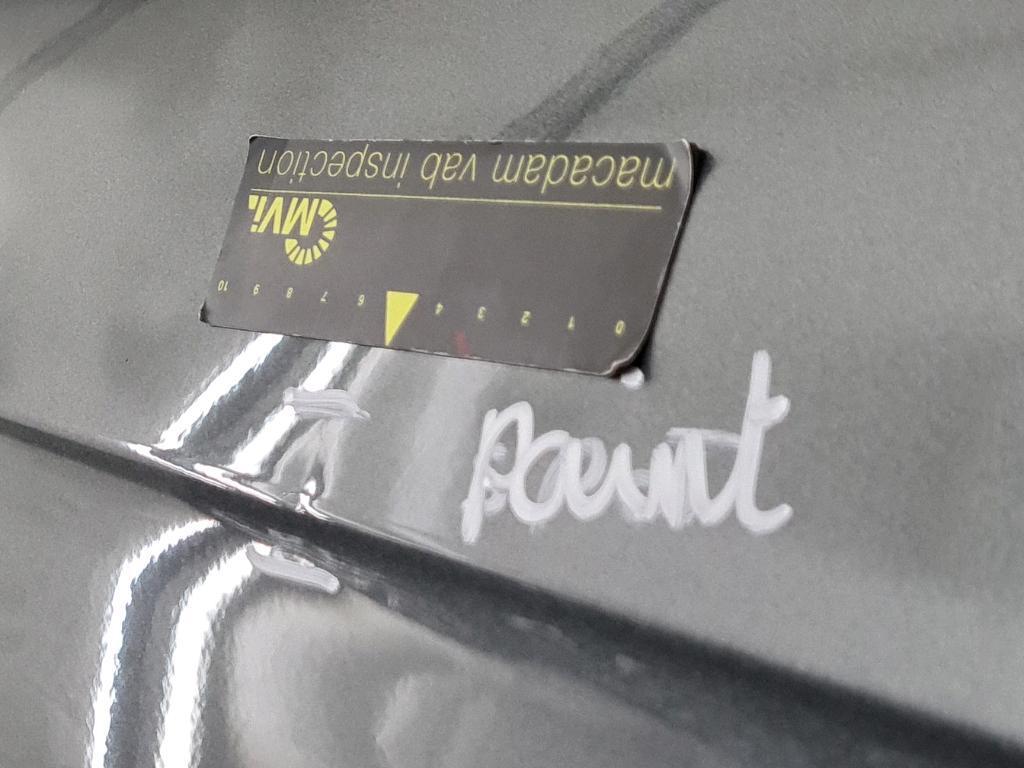 macadam vab inspection
MVi.
0 1 2 3 4 6 7 8 9 10
paint